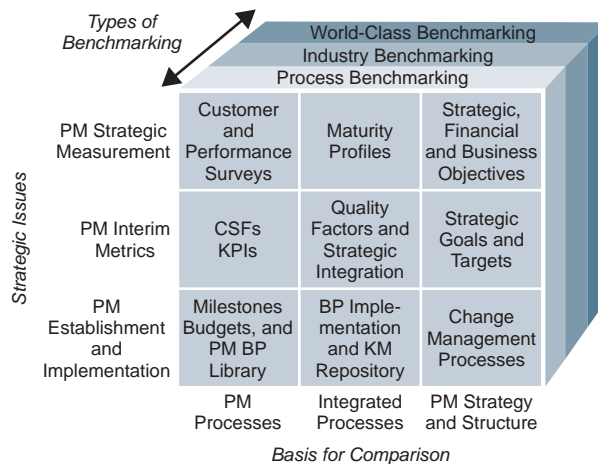 Types of
Benchmarking
World-Class Benchmarking
Industry Benchmarking
Process Benchmarking
Strategic Issues
PM Strategic
Measurement
Customer
and
Performance
Surveys
Maturity
Profiles
Strategic,
Financial
and Business
Objectives
PM Interim
Metrics
CSFs
KPIs
Quality
Factors and
Strategic
Integration
Strategic
Goals and
Targets
PM
Establishment
and
Implementation
Milestones
Budgets, and
PM BP
Library
BP Imple-
mentation
and KM
Repository
Change
Management
Processes
PM
Processes
Integrated
Processes
PM Strategy
and Structure
Basis for Comparison